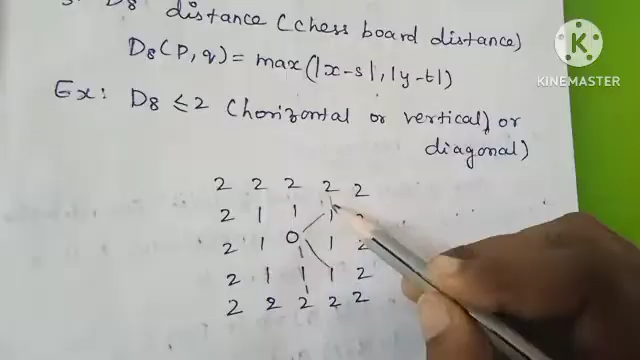 3. D8 distance (chess board distance)
D8(P,q) = max(|x-s|,|y-t|)
Ex: D8 ≤ 2 (horizontal or vertical) or
diagonal)
2 2 2 2 2
2 1 1 1 2
2 1 0 1 2
2 1 1 1 2
2 2 2 2 2
KINEMASTER